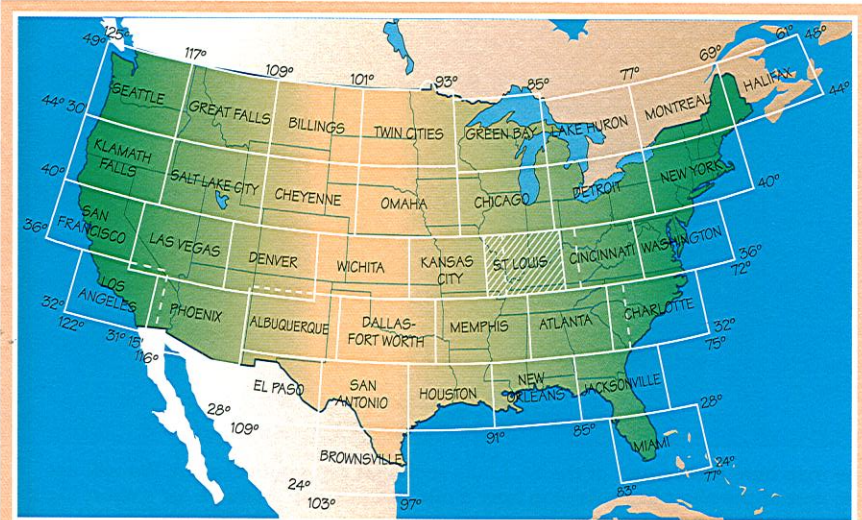 49° 125°
117°
109°
101°
93°
85°
77°
69°
61° 48°
SEATTLE
GREAT FALLS
BILLINGS
TWIN CITIES
GREEN BAY
LAKE HURON
MONTREAL
HALIFAX
44°
44° 30
KLAMATH
FALLS
SALT LAKE CITY
CHEYENNE
OMAHA
CHICAGO
DETROIT
NEW YORK
40°
40°
SAN
FRANCISCO
LAS VEGAS
DENVER
WICHITA
KANSAS
CITY
ST LOUIS
CINCINNATI
WASHINGTON
36°
72°
36°
LOS
ANGELES
PHOENIX
ALBUQUERQUE
DALLAS-
FORT WORTH
MEMPHIS
ATLANTA
CHARLOTTE
32°
75°
32°
122°
31° 15'
116°
EL PASO
SAN
ANTONIO
HOUSTON
NEW
ORLEANS
JACKSONVILLE
28°
28°
109°
91°
85°
BROWNSVILLE
MIAMI
24°
77°
24°
103°
97°
83°